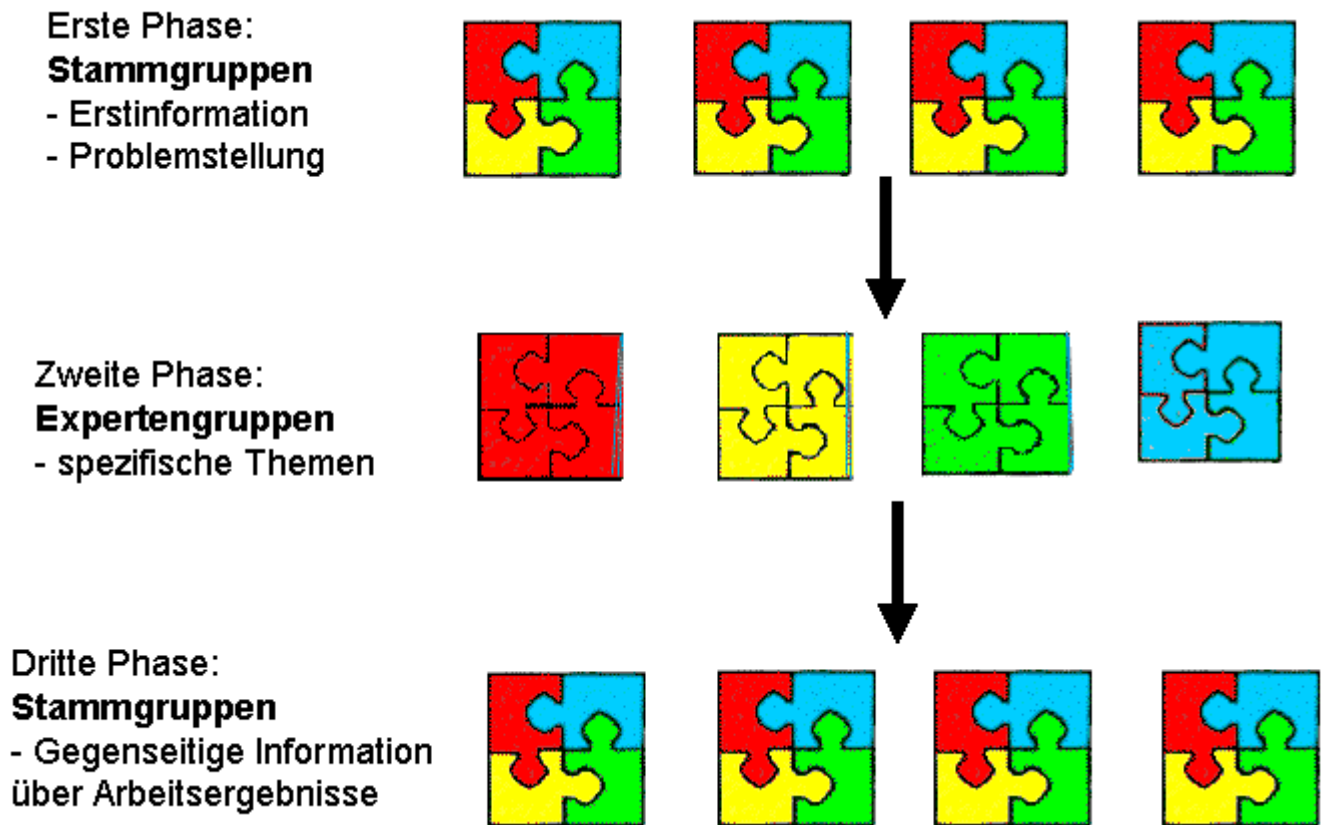 Erste Phase:
Stammgruppen
- Erstinformation
- Problemstellung
Zweite Phase:
Expertengruppen
- spezifische Themen
Dritte Phase:
Stammgruppen
- Gegenseitige Information
über Arbeitsergebnisse